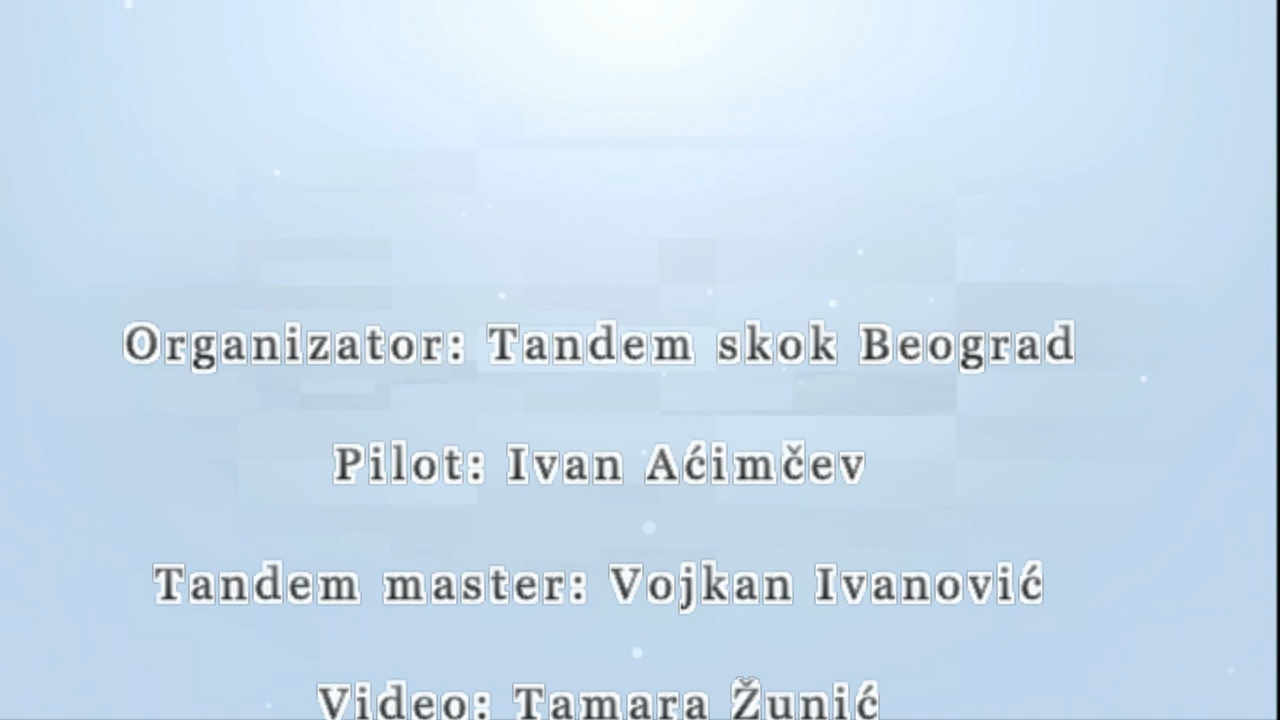 Organizator: Tandem skok Beograd
Pilot: Ivan Aćimčev
Tandem master: Vojkan Ivanović
Video: Tamara Žunić